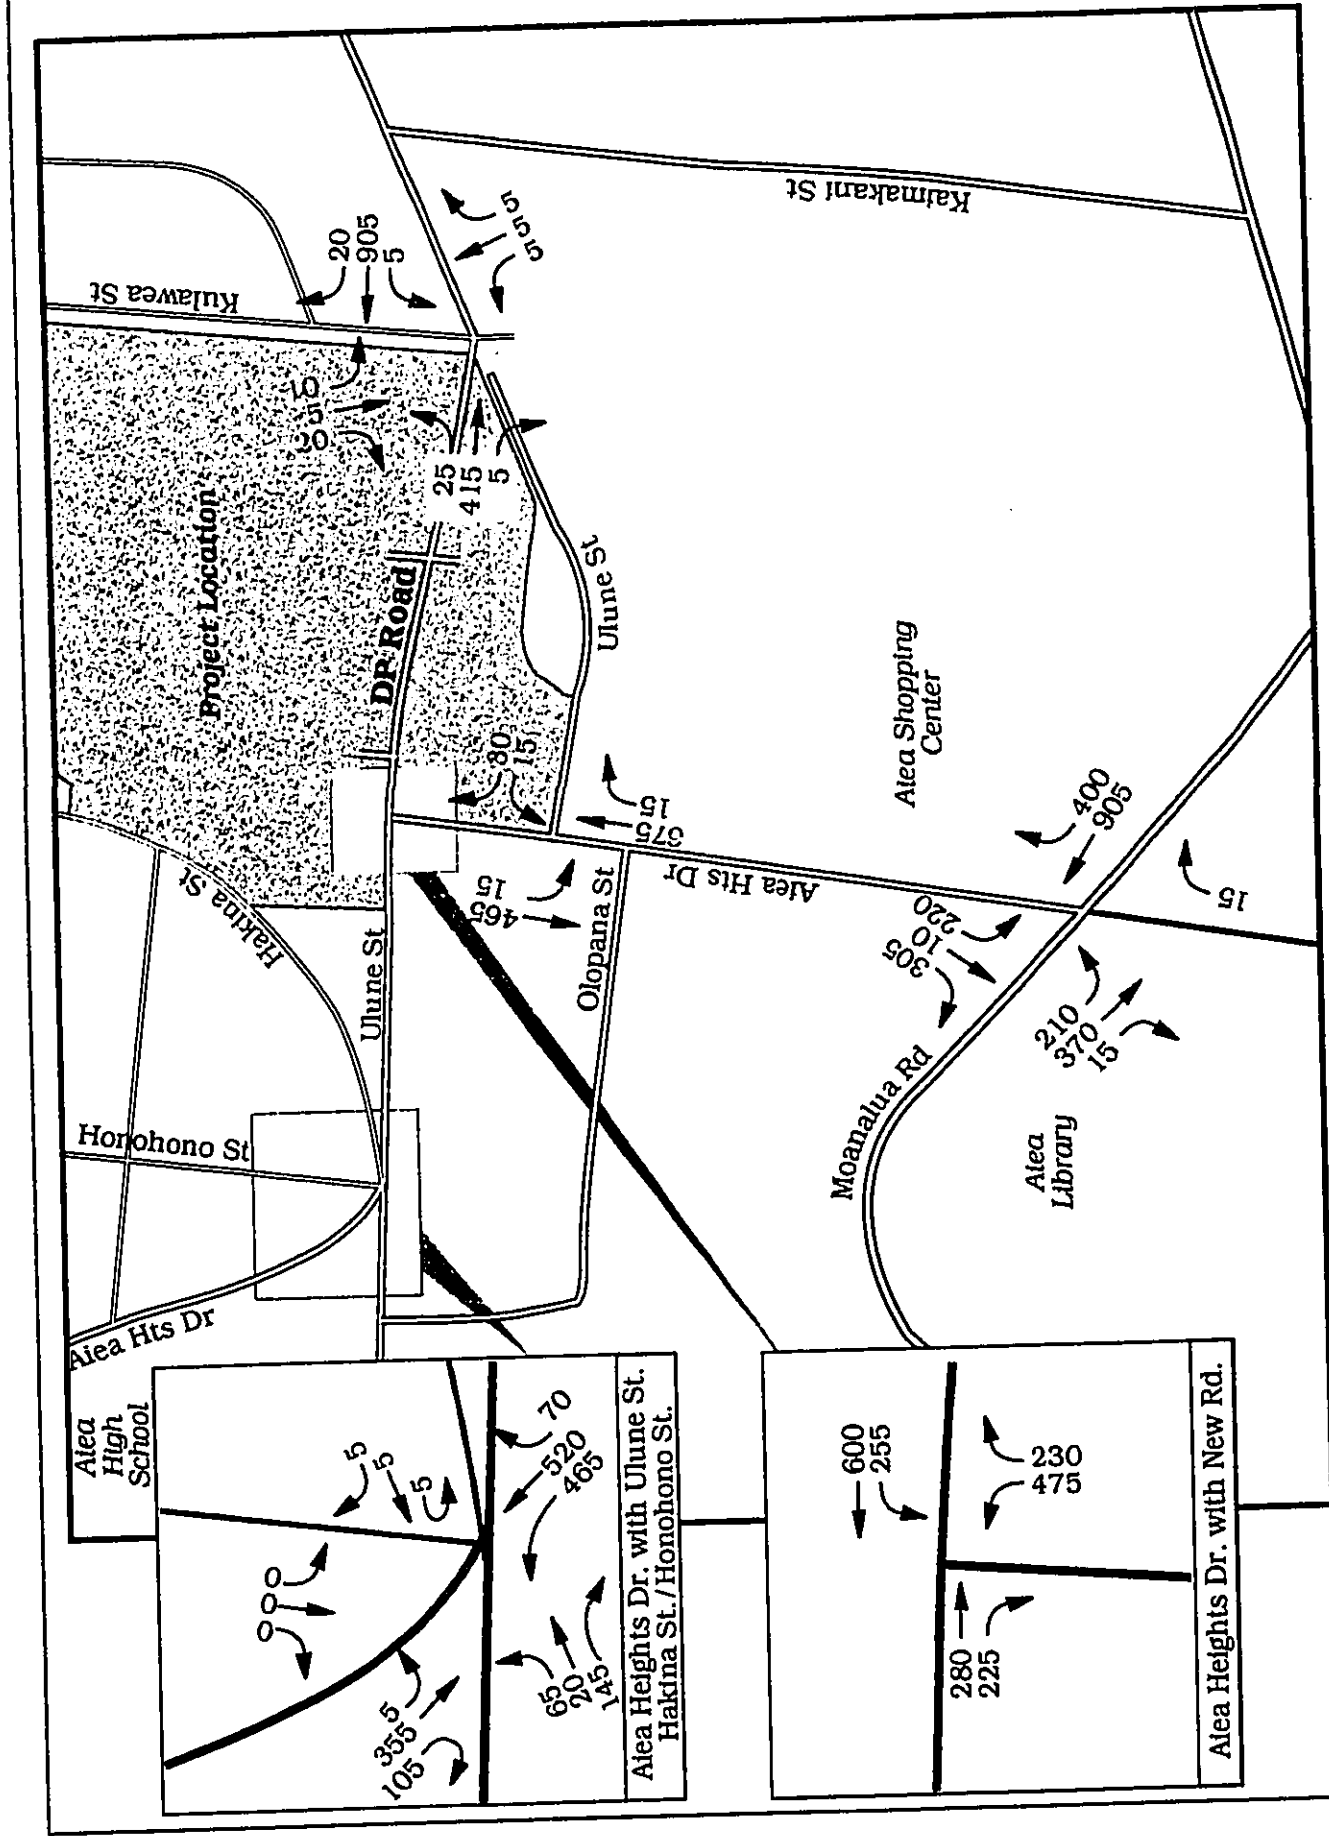 Kulawea St
20
905
5
5
5
5
Kaimakani St
5
Project Location
DP Road
25
415
5
Ulune St
80
15
15
375
Aiea Shopping
Center
400
905
15
Hakina St
Ulune St
465
15
Olopana St
Aiea Hts Dr
305
10
220
210
370
15
Moanalua Rd
Aiea
Library
Honohono St
Aiea Hts Dr
Aiea
High
School
0
0
0
5
5
5
5
355
105
70
520
465
65
20
145
Aiea Heights Dr. with Ulune St.
Hakina St./Honohono St.
600
255
280
225
230
475
Aiea Heights Dr. with New Rd.